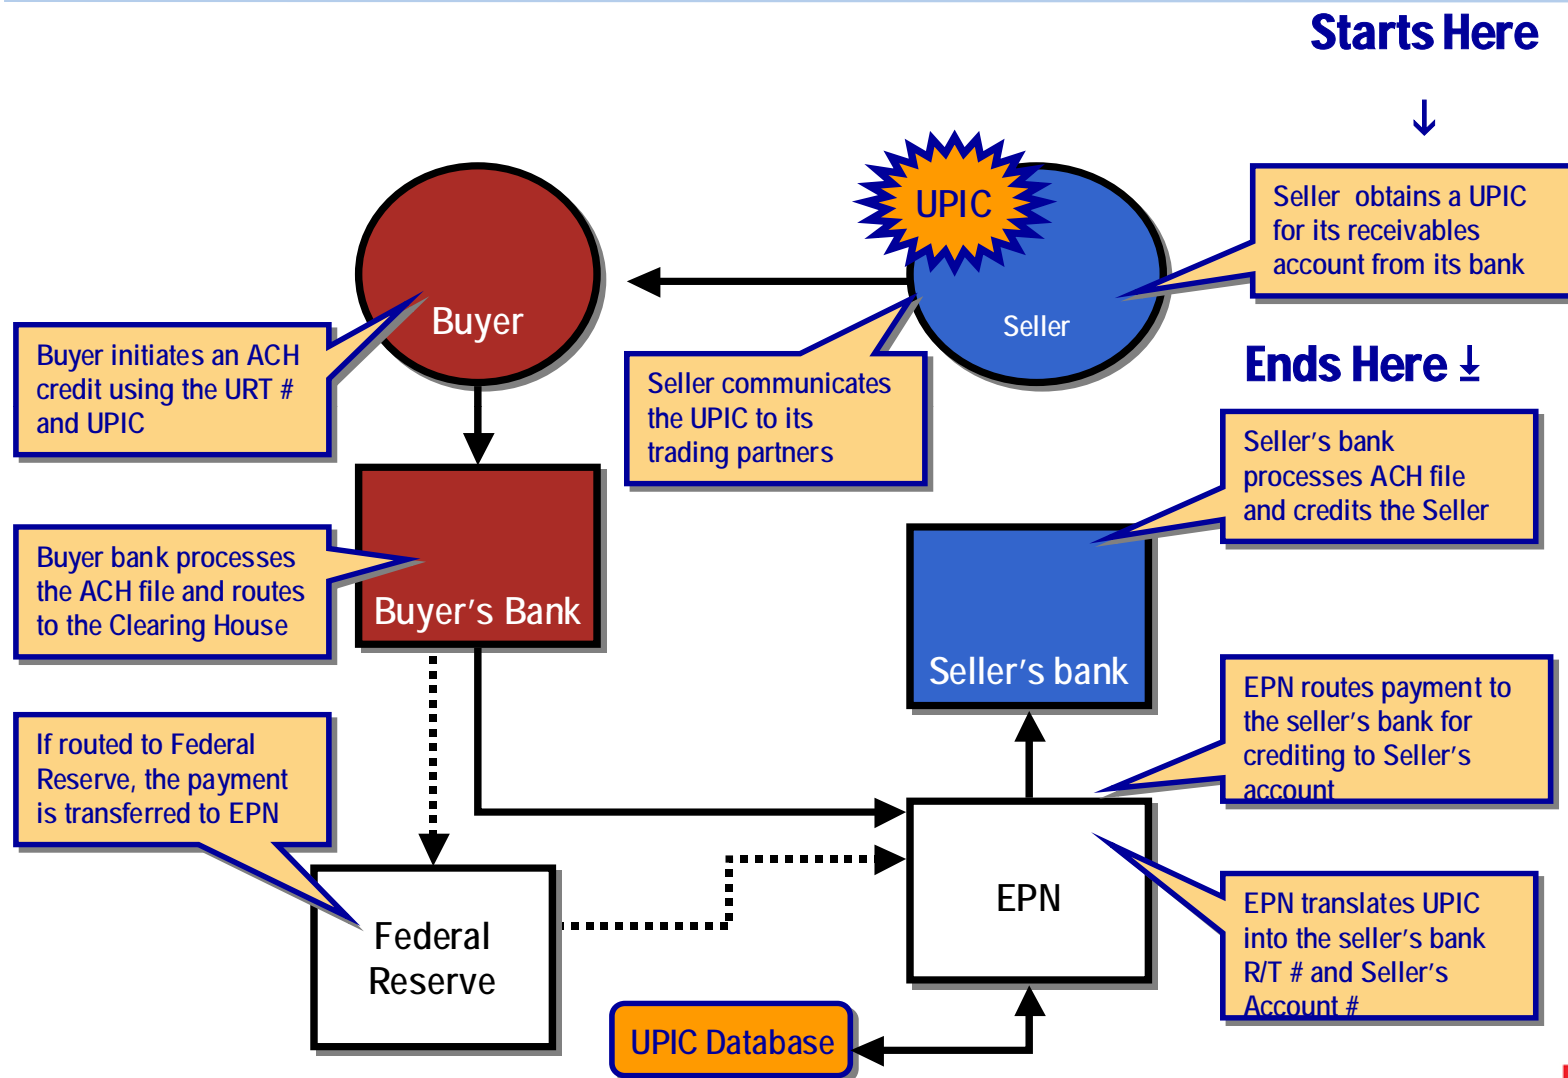 Starts Here
↓
UPIC
Seller obtains a UPIC
for its receivables
account from its bank
Buyer
Seller
Buyer initiates an ACH
credit using the URT #
and UPIC
Seller communicates
the UPIC to its
trading partners
Ends Here ↓
Seller's bank
processes ACH file
and credits the Seller
Buyer bank processes
the ACH file and routes
to the Clearing House
Buyer's Bank
Seller's bank
EPN routes payment to
the seller's bank for
crediting to Seller's
account
If routed to Federal
Reserve, the payment
is transferred to EPN
EPN
EPN translates UPIC
into the seller's bank
R/T # and Seller's
Account #
Federal
Reserve
UPIC Database